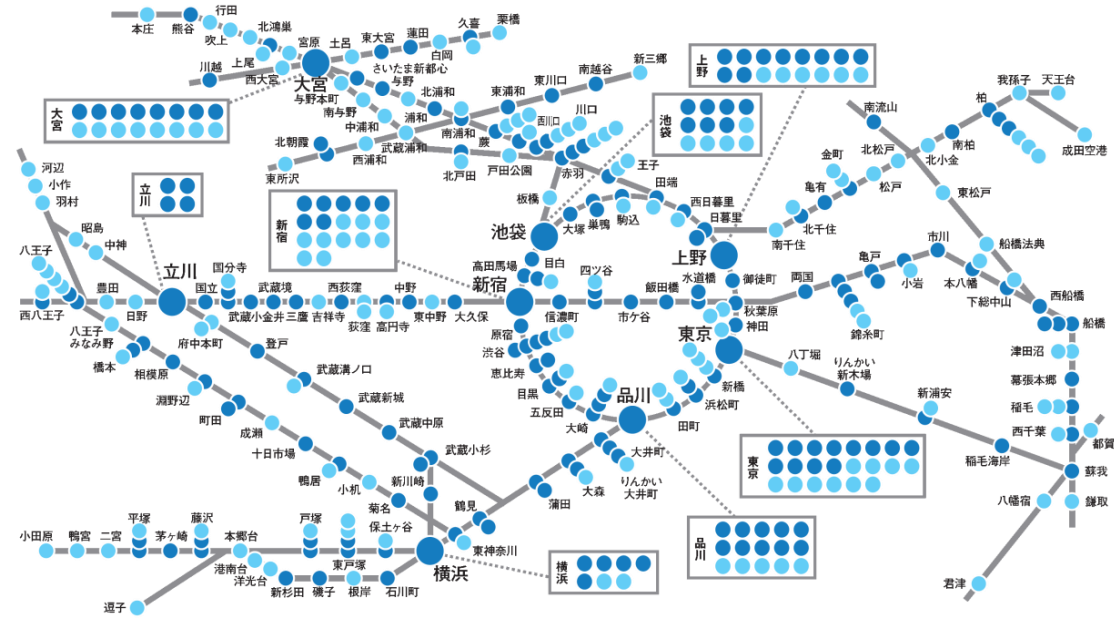 本庄
熊谷
行田
吹上
北鴻巣
上尾
宮原
土呂
東大宮
蓮田
白岡
久喜
栗橋
川越
西大宮
大宮
大宮
さいたま新都心
与野
与野本町
南与野
北浦和
中浦和
浦和
南浦和
武蔵浦和
西浦和
北朝霞
東所沢
東浦和
東川口
南越谷
新三郷
西川口
川口
蕨
北戸田
戸田公園
赤羽
王子
板橋
池袋
池袋
上野
上野
大塚
巣鴨
駒込
田端
西日暮里
日暮里
南千住
北千住
亀有
金町
松戸
北松戸
北小金
南柏
柏
我孫子
天王台
成田空港
南流山
東松戸
船橋法典
河辺
小作
羽村
昭島
中神
立川
立川
八王子
西八王子
豊田
日野
八王子
みなみ野
橋本
国分寺
国立
武蔵小金井
武蔵境
三鷹
吉祥寺
西荻窪
荻窪
高円寺
中野
東中野
大久保
新宿
新宿
高田馬場
目白
四ツ谷
信濃町
市ケ谷
飯田橋
水道橋
御徒町
秋葉原
神田
両国
錦糸町
亀戸
小岩
市川
本八幡
下総中山
西船橋
船橋
府中本町
登戸
武蔵溝ノ口
武蔵新城
武蔵中原
武蔵小杉
新川崎
相模原
淵野辺
町田
成瀬
十日市場
鴨居
小机
菊名
原宿
渋谷
恵比寿
目黒
五反田
大崎
品川
品川
田町
浜松町
新橋
東京
東京
八丁堀
りんかい
新木場
新浦安
稲毛海岸
津田沼
幕張本郷
稲毛
西千葉
都賀
蘇我
鎌取
八幡宿
君津
大井町
りんかい
大井町
大森
蒲田
鶴見
東神奈川
横浜
横浜
保土ヶ谷
東戸塚
戸塚
本郷台
藤沢
茅ヶ崎
平塚
二宮
鴨宮
小田原
港南台
洋光台
新杉田
磯子
根岸
石川町
逗子